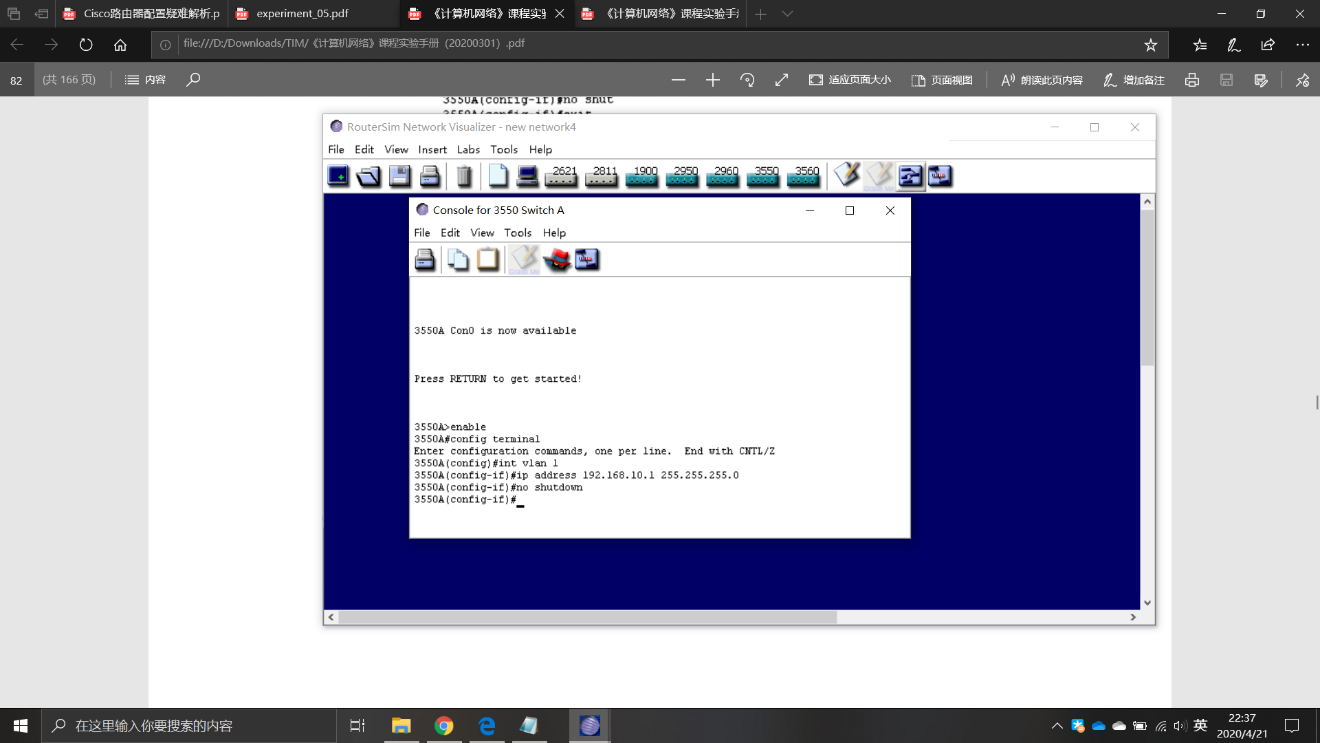 Cisco路由器配置疑难解析.p
experiment_05.pdf
《计算机网络》课程实验
《计算机网络》课程实验手册
file:///D:/Downloads/TIM/《计算机网络》课程实验手册（20200301）.pdf
82
(共 166 页)
内容
适应页面大小
页面视图
朗读此页内容
增加备注
3550A(config-if)#no shut
3550A(config-if)#exit
RouterSim Network Visualizer - new network4
File Edit View Insert Labs Tools Help
2621 2811 1900 2950 2960 3550 3560
Console for 3550 Switch A
File Edit View Tools Help
3550A Con0 is now available
Press RETURN to get started!
3550A>enable
3550A#config terminal
Enter configuration commands, one per line.  End with CNTL/Z
3550A(config)#int vlan 1
3550A(config-if)#ip address 192.168.10.1 255.255.255.0
3550A(config-if)#no shutdown
3550A(config-if)#
在这里输入你要搜索的内容
英
22:37
2020/4/21